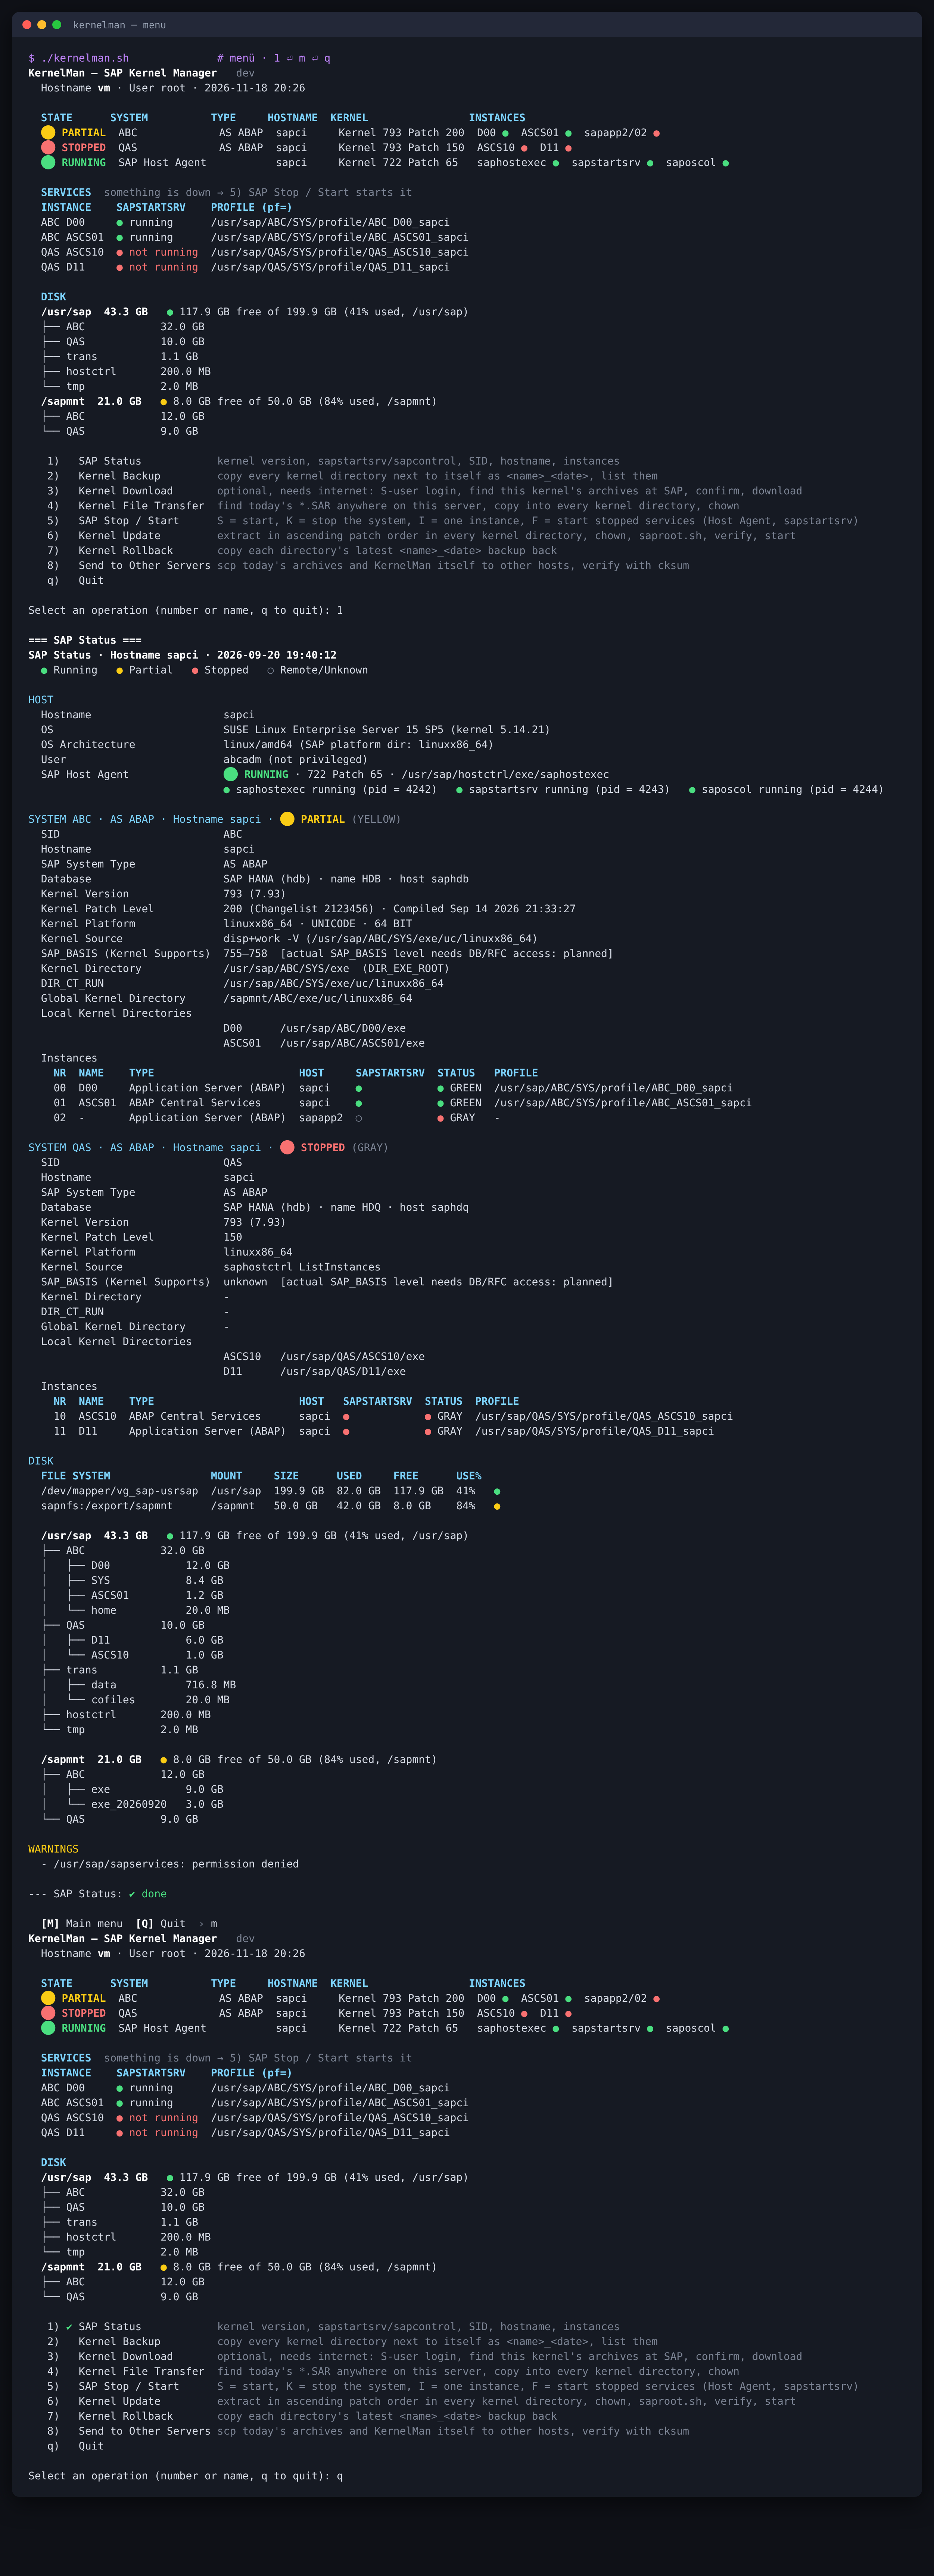 kernelman — menu
$ ./kernelman.sh              # menü · 1 ⏎ m ⏎ q
KernelMan — SAP Kernel Manager   dev
  Hostname vm · User root · 2026-11-18 20:26

  STATE      SYSTEM          TYPE     HOSTNAME  KERNEL                INSTANCES
  ● PARTIAL  ABC             AS ABAP  sapci     Kernel 793 Patch 200  D00 ●  ASCS01 ●  sapapp2/02 ●
  ● STOPPED  QAS             AS ABAP  sapci     Kernel 793 Patch 150  ASCS10 ●  D11 ●
  ● RUNNING  SAP Host Agent           sapci     Kernel 722 Patch 65   saphostexec ●  sapstartsrv ●  saposcol ●

  SERVICES  something is down → 5) SAP Stop / Start starts it
  INSTANCE    SAPSTARTSRV    PROFILE (pf=)
  ABC D00     ● running      /usr/sap/ABC/SYS/profile/ABC_D00_sapci
  ABC ASCS01  ● running      /usr/sap/ABC/SYS/profile/ABC_ASCS01_sapci
  QAS ASCS10  ● not running  /usr/sap/QAS/SYS/profile/QAS_ASCS10_sapci
  QAS D11     ● not running  /usr/sap/QAS/SYS/profile/QAS_D11_sapci

  DISK
  /usr/sap  43.3 GB   ● 117.9 GB free of 199.9 GB (41% used, /usr/sap)
  ├── ABC            32.0 GB
  ├── QAS            10.0 GB
  ├── trans          1.1 GB
  ├── hostctrl       200.0 MB
  └── tmp            2.0 MB
  /sapmnt  21.0 GB   ● 8.0 GB free of 50.0 GB (84% used, /sapmnt)
  ├── ABC            12.0 GB
  └── QAS            9.0 GB

   1)   SAP Status            kernel version, sapstartsrv/sapcontrol, SID, hostname, instances
   2)   Kernel Backup         copy every kernel directory next to itself as <name>_<date>, list them
   3)   Kernel Download       optional, needs internet: S-user login, find this kernel's archives at SAP, confirm, download
   4)   Kernel File Transfer  find today's *.SAR anywhere on this server, copy into every kernel directory, chown
   5)   SAP Stop / Start      S = start, K = stop the system, I = one instance, F = start stopped services (Host Agent, sapstartsrv)
   6)   Kernel Update         extract in ascending patch order in every kernel directory, chown, saproot.sh, verify, start
   7)   Kernel Rollback       copy each directory's latest <name>_<date> backup back
   8)   Send to Other Servers scp today's archives and KernelMan itself to other hosts, verify with cksum
   q)   Quit

Select an operation (number or name, q to quit): 1

=== SAP Status ===
SAP Status · Hostname sapci · 2026-09-20 19:40:12
  ● Running   ● Partial   ● Stopped   ○ Remote/Unknown

HOST
  Hostname                     sapci
  OS                           SUSE Linux Enterprise Server 15 SP5 (kernel 5.14.21)
  OS Architecture              linux/amd64 (SAP platform dir: linuxx86_64)
  User                         abcadm (not privileged)
  SAP Host Agent               ● RUNNING · 722 Patch 65 · /usr/sap/hostctrl/exe/saphostexec
                               ● saphostexec running (pid = 4242)   ● sapstartsrv running (pid = 4243)   ● saposcol running (pid = 4244)

SYSTEM ABC · AS ABAP · Hostname sapci · ● PARTIAL (YELLOW)
  SID                          ABC
  Hostname                     sapci
  SAP System Type              AS ABAP
  Database                     SAP HANA (hdb) · name HDB · host saphdb
  Kernel Version               793 (7.93)
  Kernel Patch Level           200 (Changelist 2123456) · Compiled Sep 14 2026 21:33:27
  Kernel Platform              linuxx86_64 · UNICODE · 64 BIT
  Kernel Source                disp+work -V (/usr/sap/ABC/SYS/exe/uc/linuxx86_64)
  SAP_BASIS (Kernel Supports)  755–758  [actual SAP_BASIS level needs DB/RFC access: planned]
  Kernel Directory             /usr/sap/ABC/SYS/exe  (DIR_EXE_ROOT)
  DIR_CT_RUN                   /usr/sap/ABC/SYS/exe/uc/linuxx86_64
  Global Kernel Directory      /sapmnt/ABC/exe/uc/linuxx86_64
  Local Kernel Directories
                               D00      /usr/sap/ABC/D00/exe
                               ASCS01   /usr/sap/ABC/ASCS01/exe
  Instances
    NR  NAME    TYPE                       HOST     SAPSTARTSRV  STATUS   PROFILE
    00  D00     Application Server (ABAP)  sapci    ●            ● GREEN  /usr/sap/ABC/SYS/profile/ABC_D00_sapci
    01  ASCS01  ABAP Central Services      sapci    ●            ● GREEN  /usr/sap/ABC/SYS/profile/ABC_ASCS01_sapci
    02  -       Application Server (ABAP)  sapapp2  ○            ● GRAY   -

SYSTEM QAS · AS ABAP · Hostname sapci · ● STOPPED (GRAY)
  SID                          QAS
  Hostname                     sapci
  SAP System Type              AS ABAP
  Database                     SAP HANA (hdb) · name HDQ · host saphdq
  Kernel Version               793 (7.93)
  Kernel Patch Level           150
  Kernel Platform              linuxx86_64
  Kernel Source                saphostctrl ListInstances
  SAP_BASIS (Kernel Supports)  unknown  [actual SAP_BASIS level needs DB/RFC access: planned]
  Kernel Directory             -
  DIR_CT_RUN                   -
  Global Kernel Directory      -
  Local Kernel Directories
                               ASCS10   /usr/sap/QAS/ASCS10/exe
                               D11      /usr/sap/QAS/D11/exe
  Instances
    NR  NAME    TYPE                       HOST   SAPSTARTSRV  STATUS  PROFILE
    10  ASCS10  ABAP Central Services      sapci  ●            ● GRAY  /usr/sap/QAS/SYS/profile/QAS_ASCS10_sapci
    11  D11     Application Server (ABAP)  sapci  ●            ● GRAY  /usr/sap/QAS/SYS/profile/QAS_D11_sapci

DISK
  FILE SYSTEM                MOUNT     SIZE      USED     FREE      USE%
  /dev/mapper/vg_sap-usrsap  /usr/sap  199.9 GB  82.0 GB  117.9 GB  41%   ●
  sapnfs:/export/sapmnt      /sapmnt   50.0 GB   42.0 GB  8.0 GB    84%   ●

  /usr/sap  43.3 GB   ● 117.9 GB free of 199.9 GB (41% used, /usr/sap)
  ├── ABC            32.0 GB
  │   ├── D00            12.0 GB
  │   ├── SYS            8.4 GB
  │   ├── ASCS01         1.2 GB
  │   └── home           20.0 MB
  ├── QAS            10.0 GB
  │   ├── D11            6.0 GB
  │   └── ASCS10         1.0 GB
  ├── trans          1.1 GB
  │   ├── data           716.8 MB
  │   └── cofiles        20.0 MB
  ├── hostctrl       200.0 MB
  └── tmp            2.0 MB

  /sapmnt  21.0 GB   ● 8.0 GB free of 50.0 GB (84% used, /sapmnt)
  ├── ABC            12.0 GB
  │   ├── exe            9.0 GB
  │   └── exe_20260920   3.0 GB
  └── QAS            9.0 GB

WARNINGS
  - /usr/sap/sapservices: permission denied

--- SAP Status: ✔ done

  [M] Main menu  [Q] Quit  › m
KernelMan — SAP Kernel Manager   dev
  Hostname vm · User root · 2026-11-18 20:26

  STATE      SYSTEM          TYPE     HOSTNAME  KERNEL                INSTANCES
  ● PARTIAL  ABC             AS ABAP  sapci     Kernel 793 Patch 200  D00 ●  ASCS01 ●  sapapp2/02 ●
  ● STOPPED  QAS             AS ABAP  sapci     Kernel 793 Patch 150  ASCS10 ●  D11 ●
  ● RUNNING  SAP Host Agent           sapci     Kernel 722 Patch 65   saphostexec ●  sapstartsrv ●  saposcol ●

  SERVICES  something is down → 5) SAP Stop / Start starts it
  INSTANCE    SAPSTARTSRV    PROFILE (pf=)
  ABC D00     ● running      /usr/sap/ABC/SYS/profile/ABC_D00_sapci
  ABC ASCS01  ● running      /usr/sap/ABC/SYS/profile/ABC_ASCS01_sapci
  QAS ASCS10  ● not running  /usr/sap/QAS/SYS/profile/QAS_ASCS10_sapci
  QAS D11     ● not running  /usr/sap/QAS/SYS/profile/QAS_D11_sapci

  DISK
  /usr/sap  43.3 GB   ● 117.9 GB free of 199.9 GB (41% used, /usr/sap)
  ├── ABC            32.0 GB
  ├── QAS            10.0 GB
  ├── trans          1.1 GB
  ├── hostctrl       200.0 MB
  └── tmp            2.0 MB
  /sapmnt  21.0 GB   ● 8.0 GB free of 50.0 GB (84% used, /sapmnt)
  ├── ABC            12.0 GB
  └── QAS            9.0 GB

   1) ✔ SAP Status            kernel version, sapstartsrv/sapcontrol, SID, hostname, instances
   2)   Kernel Backup         copy every kernel directory next to itself as <name>_<date>, list them
   3)   Kernel Download       optional, needs internet: S-user login, find this kernel's archives at SAP, confirm, download
   4)   Kernel File Transfer  find today's *.SAR anywhere on this server, copy into every kernel directory, chown
   5)   SAP Stop / Start      S = start, K = stop the system, I = one instance, F = start stopped services (Host Agent, sapstartsrv)
   6)   Kernel Update         extract in ascending patch order in every kernel directory, chown, saproot.sh, verify, start
   7)   Kernel Rollback       copy each directory's latest <name>_<date> backup back
   8)   Send to Other Servers scp today's archives and KernelMan itself to other hosts, verify with cksum
   q)   Quit

Select an operation (number or name, q to quit): q